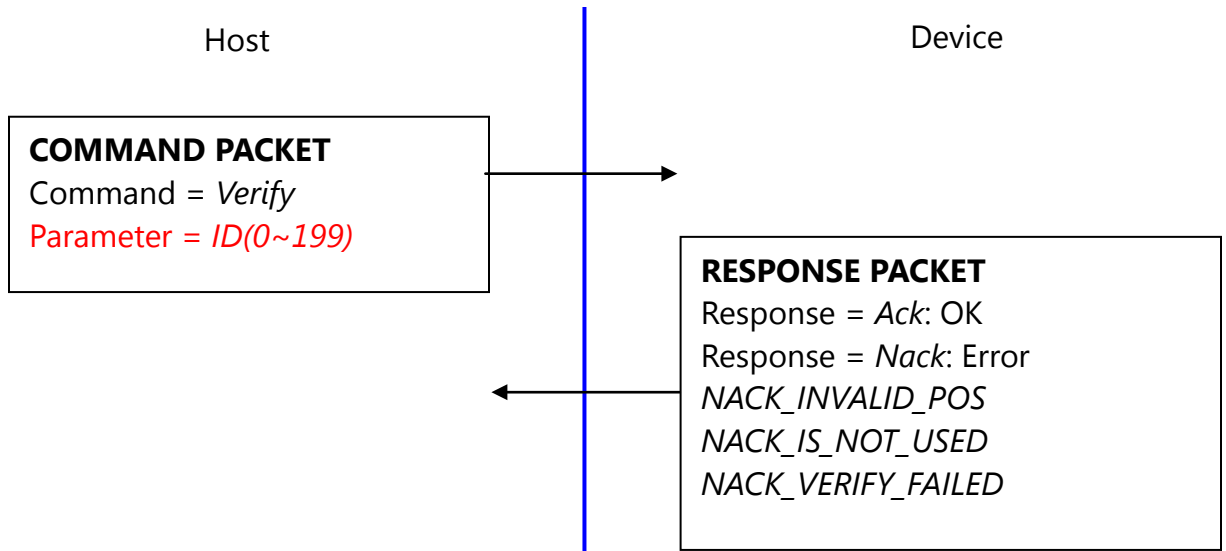 Host
Device
COMMAND PACKET
Command = Verify
Parameter = ID(0~199)
RESPONSE PACKET
Response = Ack: OK
Response = Nack: Error
NACK_INVALID_POS
NACK_IS_NOT_USED
NACK_VERIFY_FAILED